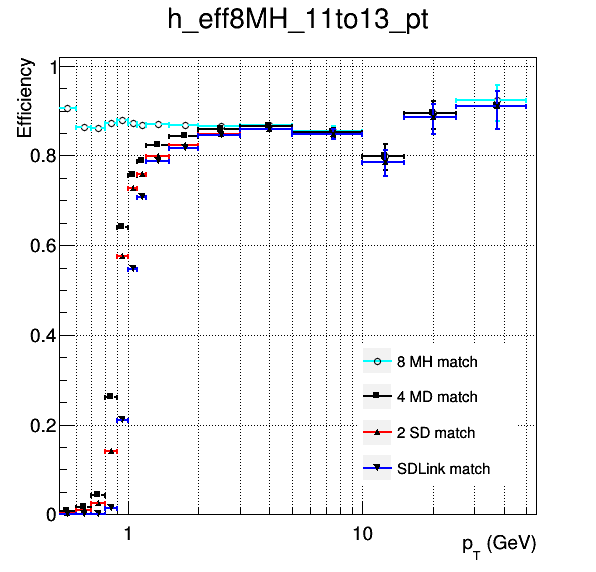 h_eff8MH_11to13_pt
Efficiency
1
0.8
0.6
0.4
0.2
0
8 MH match
4 MD match
2 SD match
SDLink match
1
10
p_T (GeV)